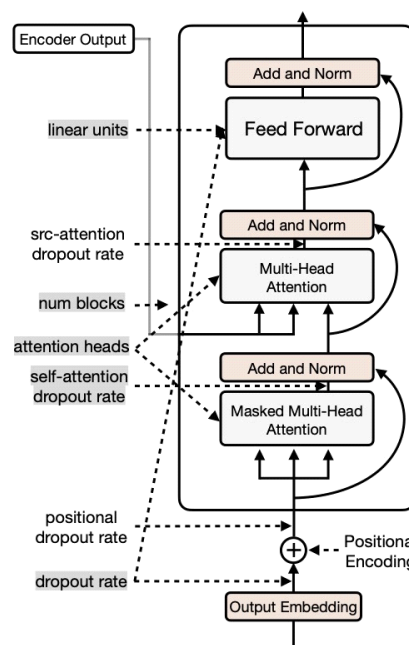 Encoder Output
Add and Norm
linear units
Feed Forward
Add and Norm
src-attention
dropout rate
Multi-Head
Attention
num blocks
attention heads
Add and Norm
self-attention
dropout rate
Masked Multi-Head
Attention
positional
dropout rate
+
Positional
Encoding
dropout rate
Output Embedding